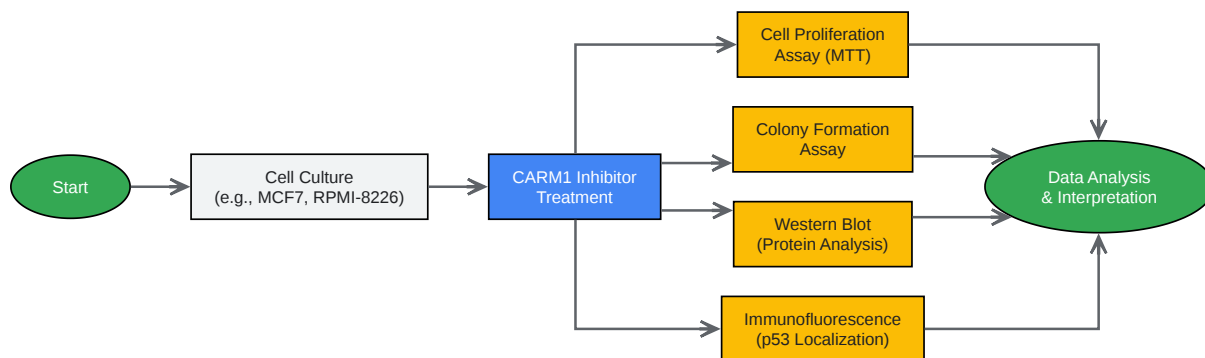 Start
Cell Culture
(e.g., MCF7, RPMI-8226)
CARM1 Inhibitor
Treatment
Cell Proliferation
Assay (MTT)
Colony Formation
Assay
Western Blot
(Protein Analysis)
Immunofluorescence
(p53 Localization)
Data Analysis
& Interpretation